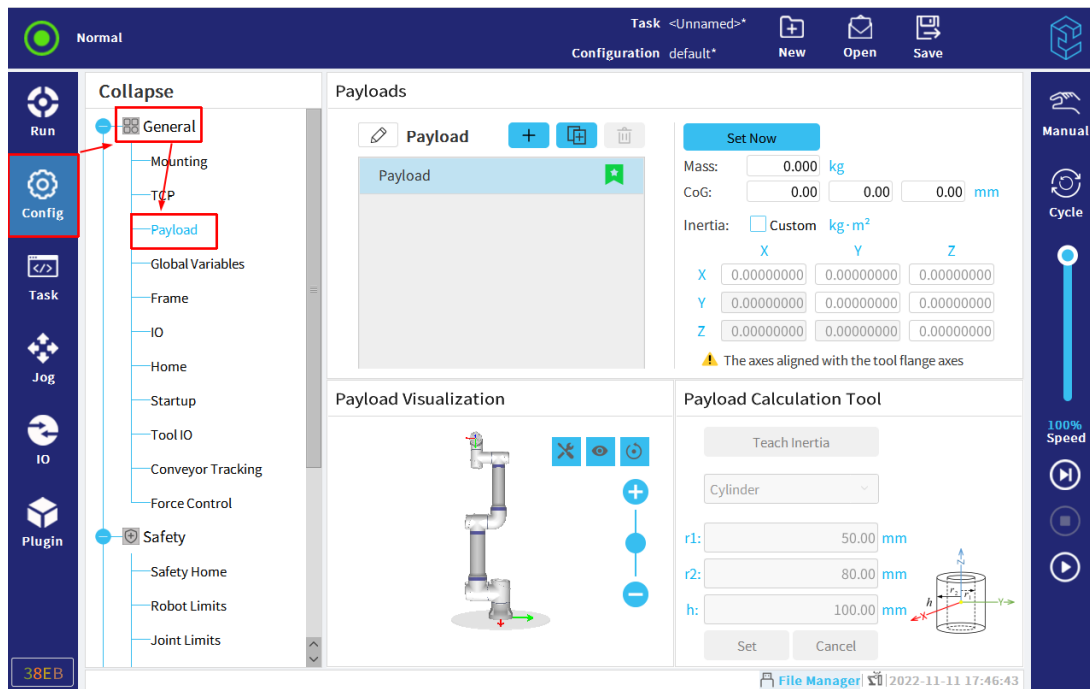 Normal
Task <Unnamed>*
Configuration default*
New
Open
Save
Run
Config
Task
Jog
IO
Plugin
38EB
Collapse
General
Mounting
TCP
Payload
Global Variables
Frame
IO
Home
Startup
Tool IO
Conveyor Tracking
Force Control
Safety
Safety Home
Robot Limits
Joint Limits
Payloads
Payload
Payload
Set Now
Mass: 0.000 kg
CoG: 0.00 0.00 0.00 mm
Inertia: Custom kg·m²
X Y Z
X 0.00000000 0.00000000 0.00000000
Y 0.00000000 0.00000000 0.00000000
Z 0.00000000 0.00000000 0.00000000
The axes aligned with the tool flange axes
Payload Visualization
Payload Calculation Tool
Teach Inertia
Cylinder
r1: 50.00 mm
r2: 80.00 mm
h: 100.00 mm
Z
r₂ r₁
h
Y
X
Set Cancel
Manual
Cycle
100%
Speed
File Manager 2022-11-11 17:46:43